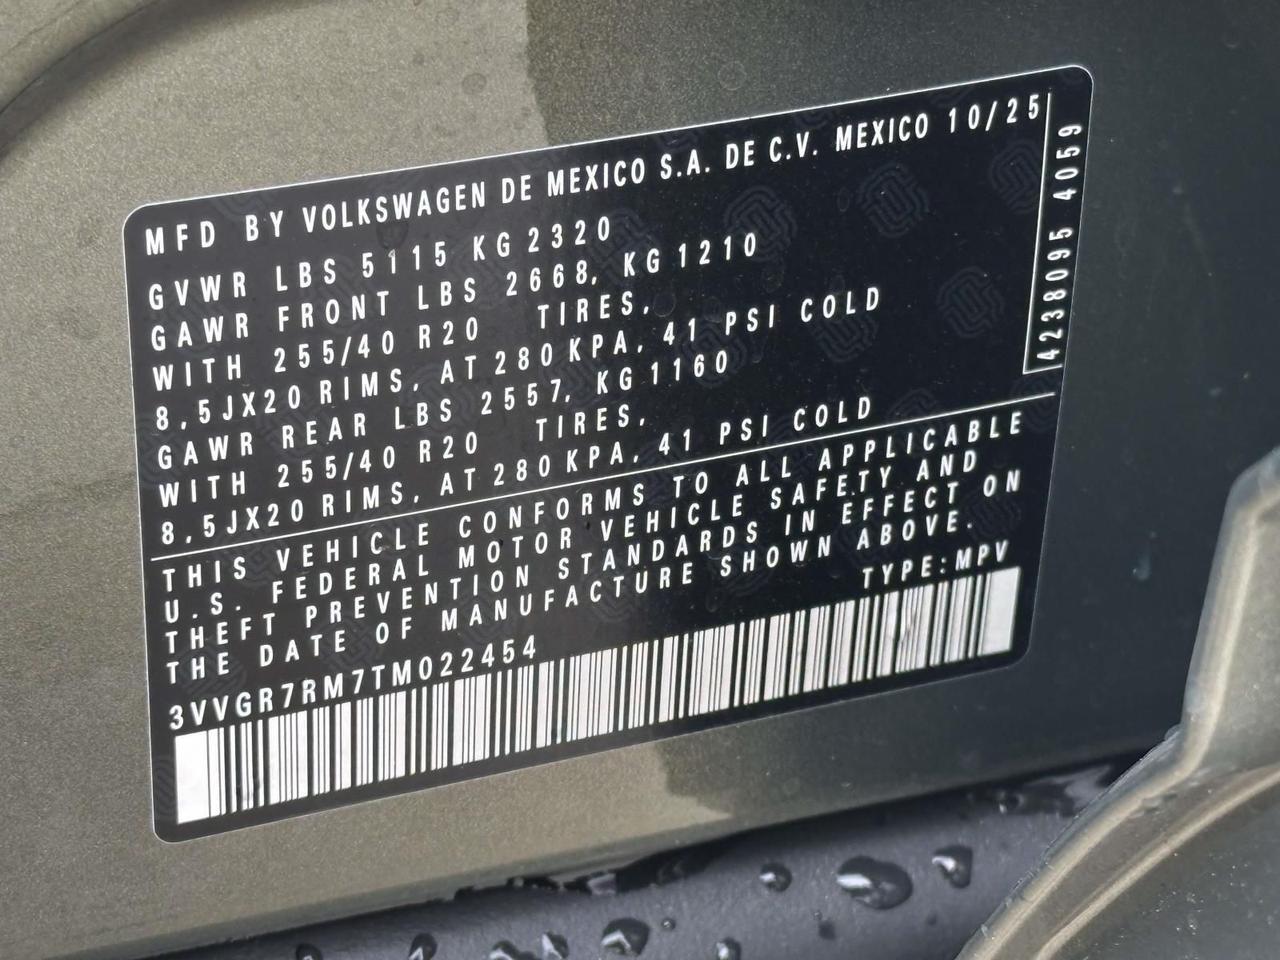 MFD BY VOLKSWAGEN DE MEXICO S.A. DE C.V. MEXICO 10/25
GVWR LBS 5115 KG 2320
GAWR FRONT LBS 2668, KG 1210
WITH 255/40 R20 TIRES,
8,5JX20 RIMS, AT 280 KPA, 41 PSI COLD
GAWR REAR LBS 2557, KG 1160
WITH 255/40 R20 TIRES,
8,5JX20 RIMS, AT 280 KPA, 41 PSI COLD
4238095 4059
THIS VEHICLE CONFORMS TO ALL APPLICABLE
U.S. FEDERAL MOTOR VEHICLE SAFETY AND
THEFT PREVENTION STANDARDS IN EFFECT ON
THE DATE OF MANUFACTURE SHOWN ABOVE.
TYPE:MPV
3VVGR7RM7TM022454